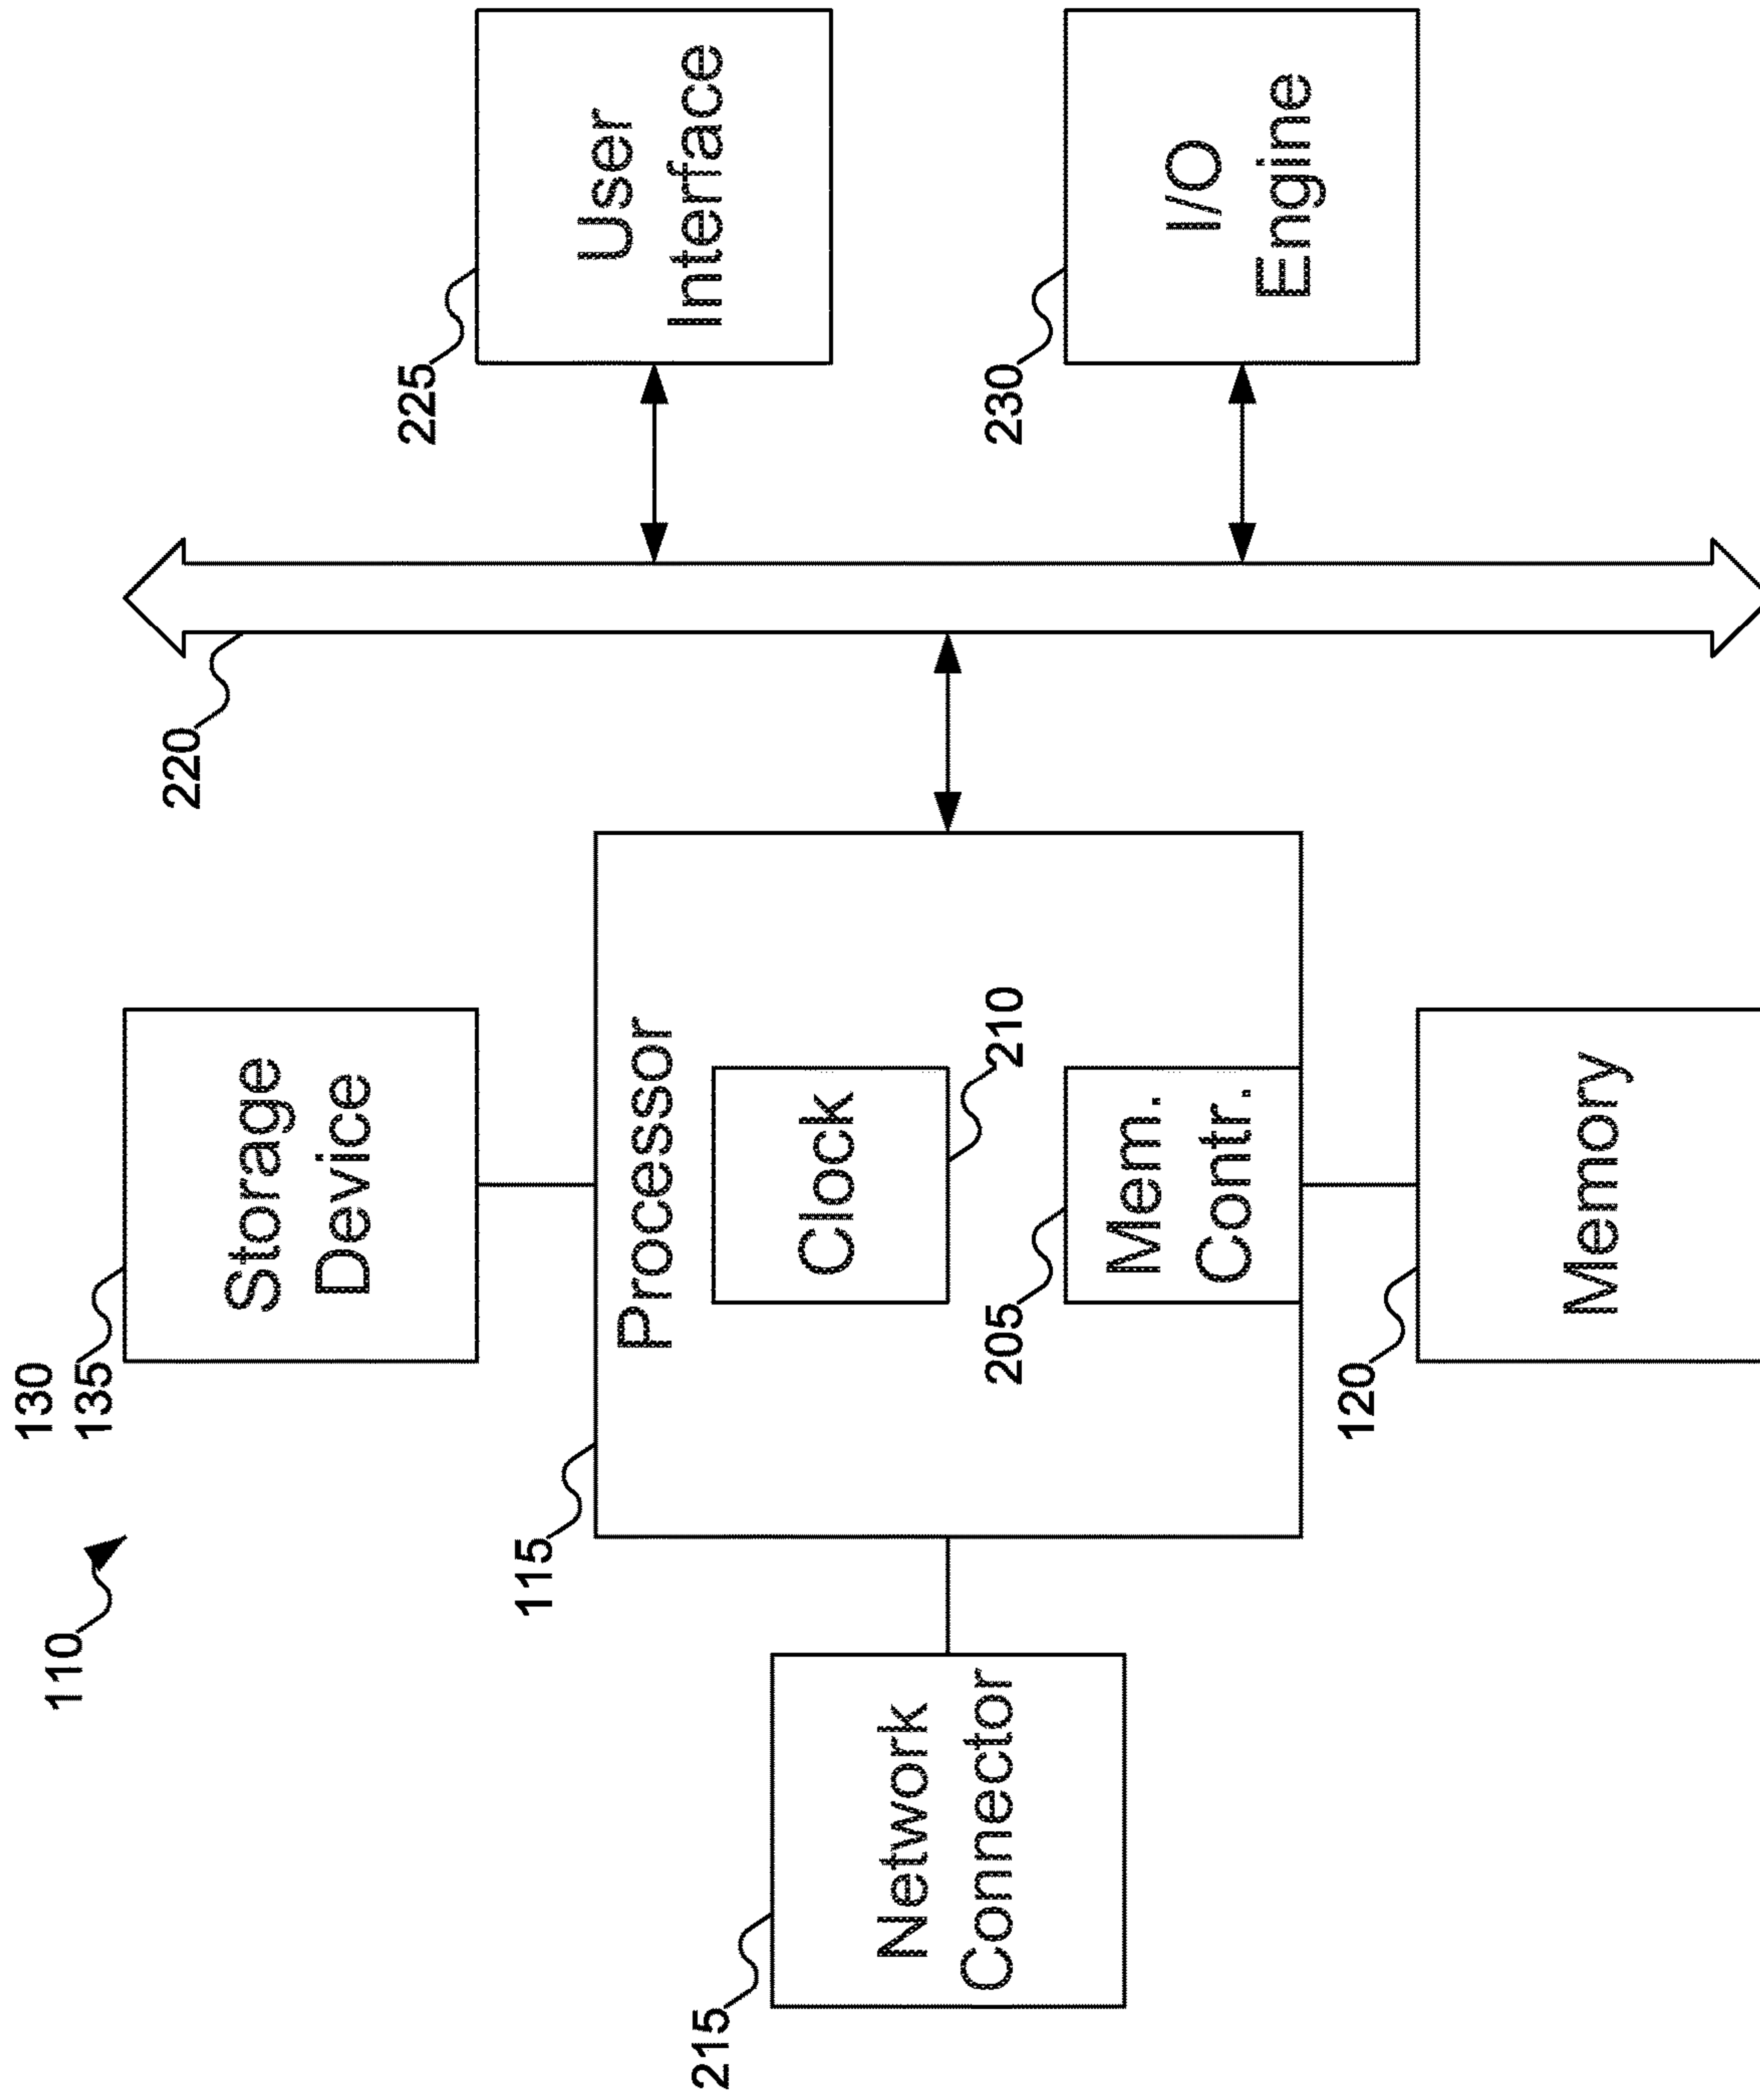 110
130
135
Storage
Device
220
225
User
Interface
115
Processor
215
Network
Connector
Clock
210
205
Mem.
Contr.
230
I/O
Engine
120
Memory